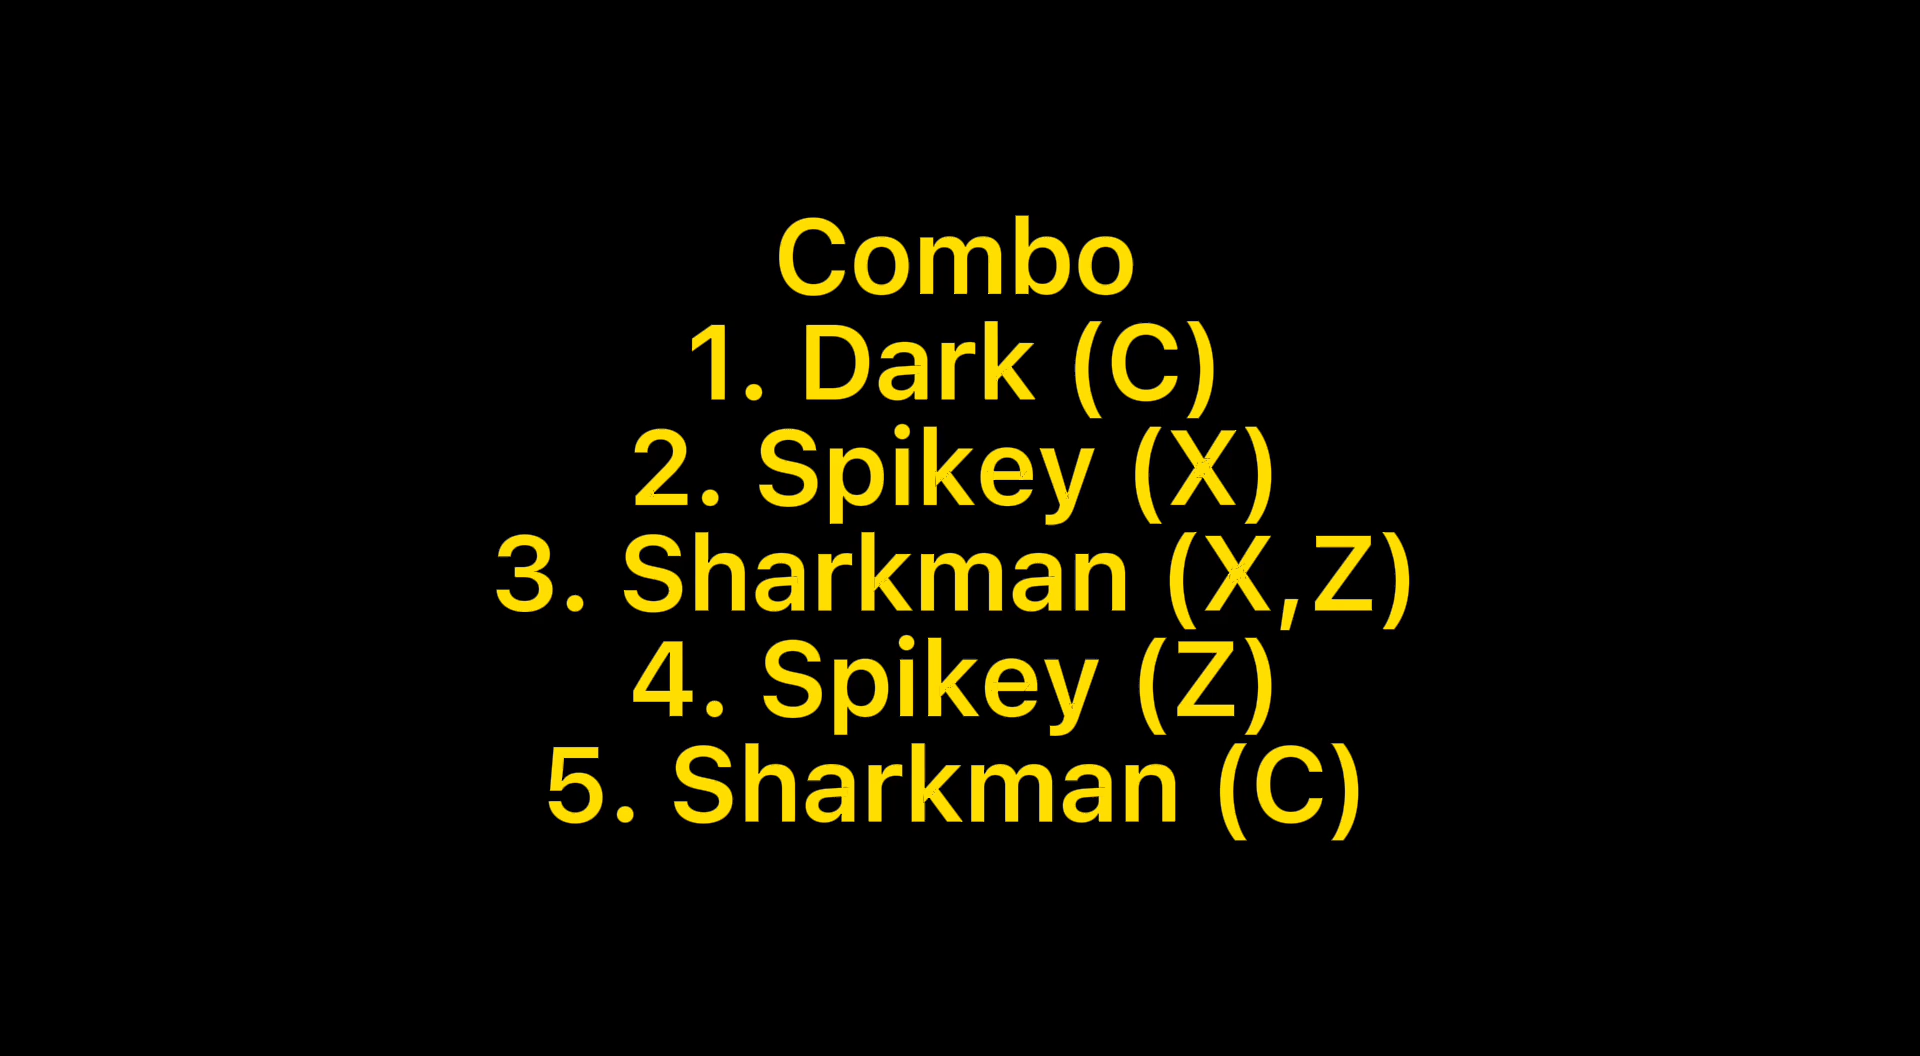 Combo
1. Dark (C)
2. Spikey (X)
3. Sharkman (X,Z)
4. Spikey (Z)
5. Sharkman (C)